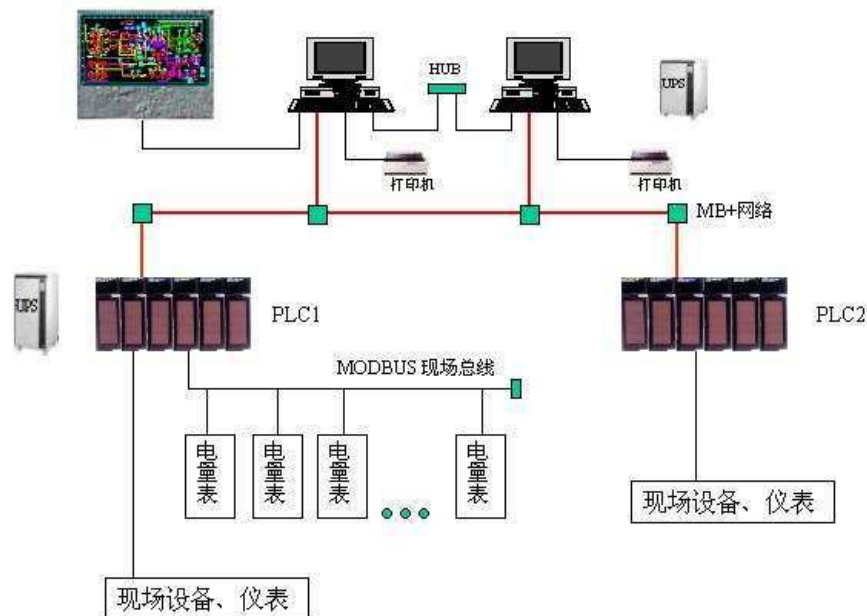 HUB
UPS
打印机
打印机
MB+网络
UPS
PLC1
PLC2
MODBUS 现场总线
电量表
电量表
电量表
电量表
现场设备、仪表
现场设备、仪表